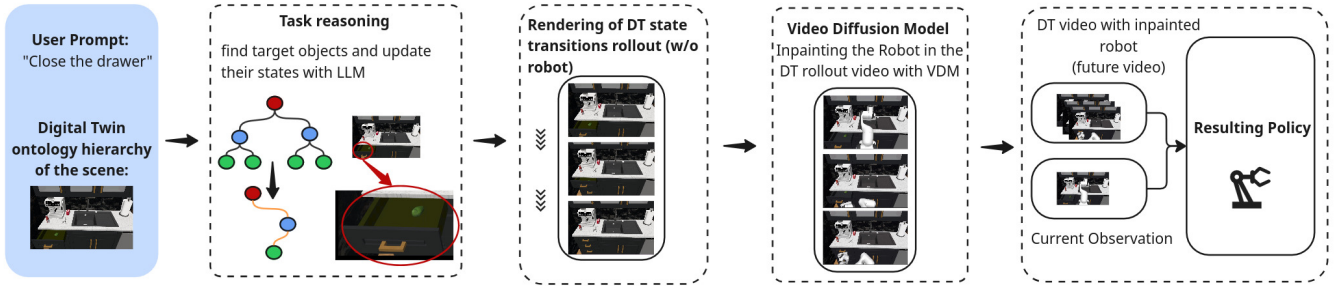 User Prompt:
"Close the drawer"
Digital Twin
ontology hierarchy
of the scene:
Task reasoning
find target objects and update
their states with LLM
Rendering of DT state
transitions rollout (w/o
robot)
Video Diffusion Model
Inpainting the Robot in the
DT rollout video with VDM
DT video with inpainted
robot
(future video)
Current Observation
Resulting Policy